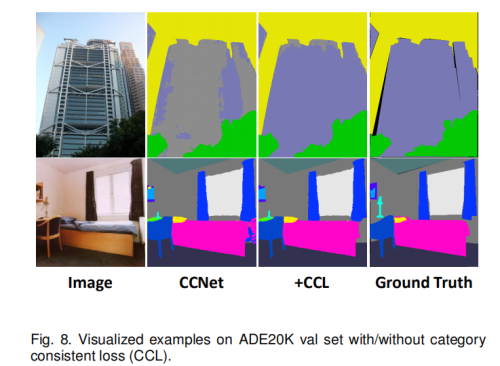 Image CCNet +CCL Ground Truth
Fig. 8. Visualized examples on ADE20K val set with/without category
consistent loss (CCL).